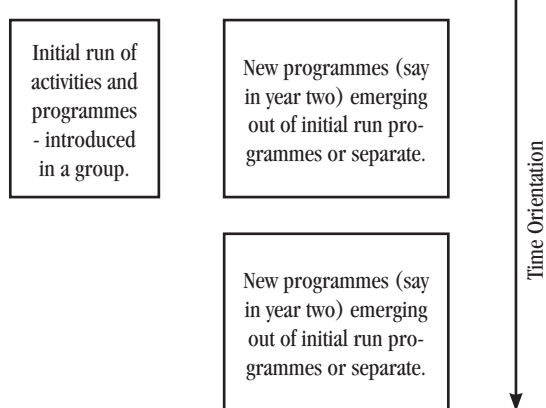 Initial run of
activities and
programmes
- introduced
in a group.
New programmes (say
in year two) emerging
out of initial run pro-
grammes or separate.
New programmes (say
in year two) emerging
out of initial run pro-
grammes or separate.
Time Orientation